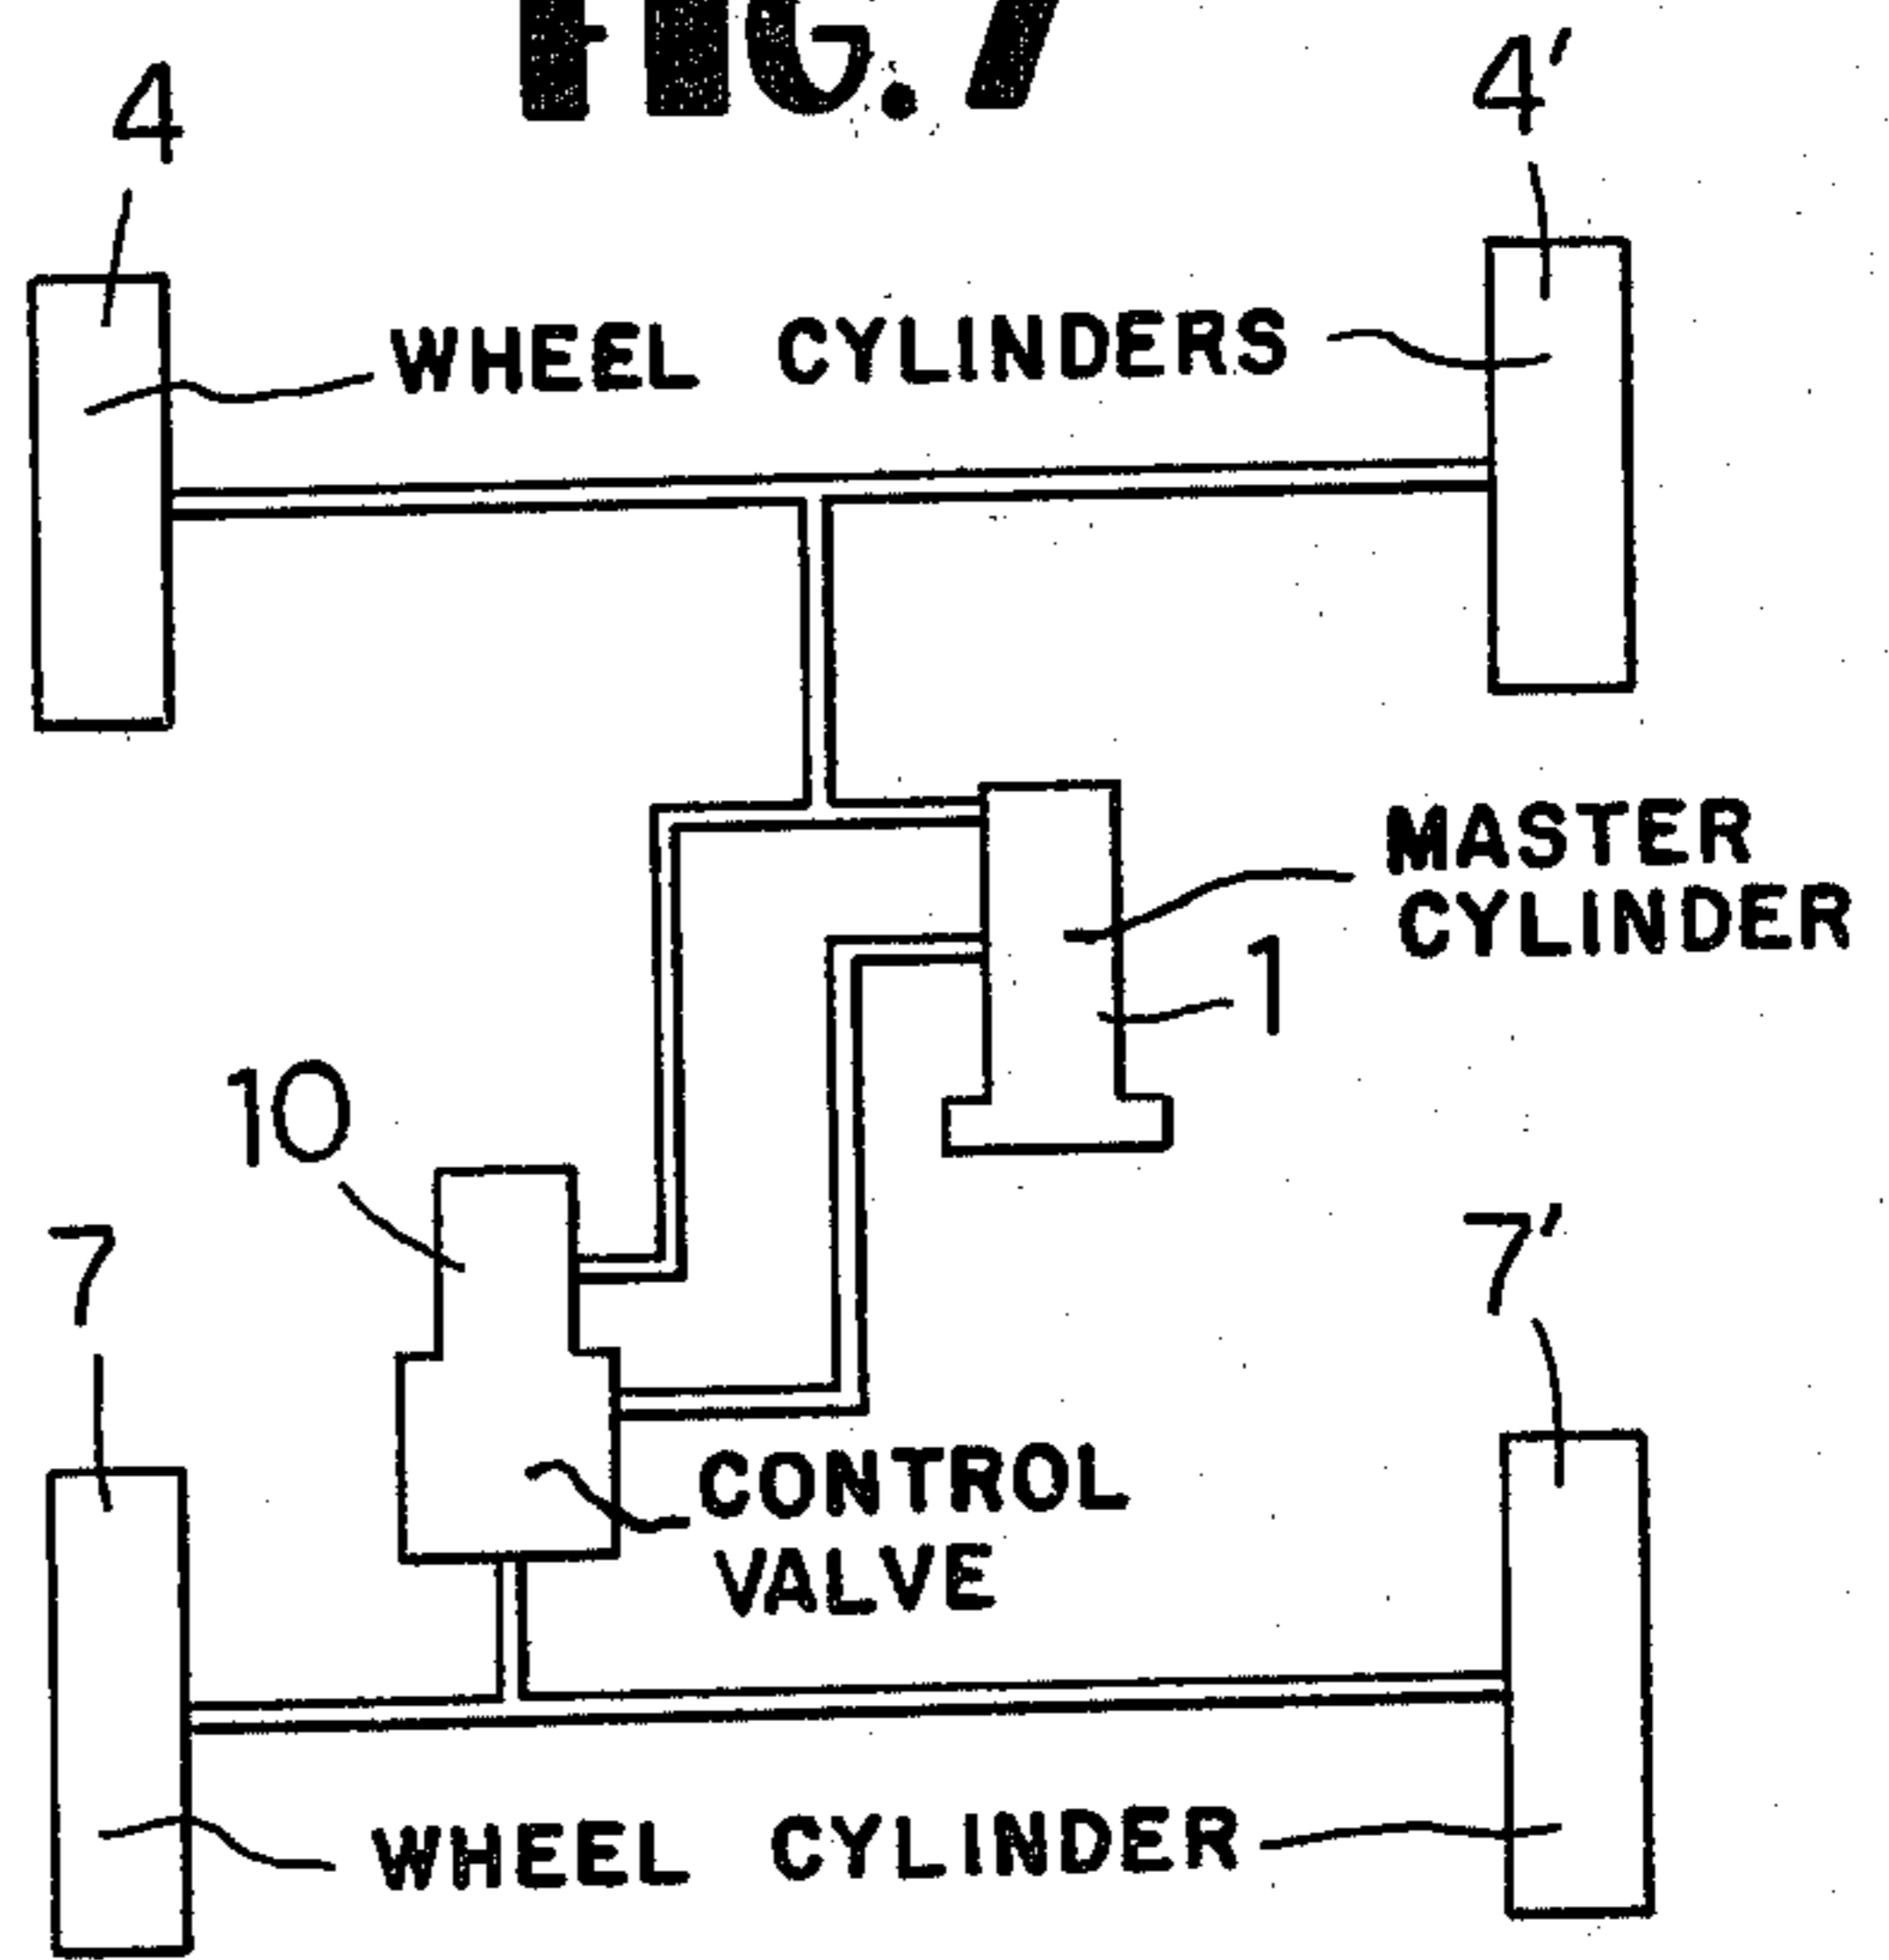 FIG. 7
4
4'
WHEEL CYLINDERS
MASTER
CYLINDER
1
10
7
7'
CONTROL
VALVE
WHEEL CYLINDER